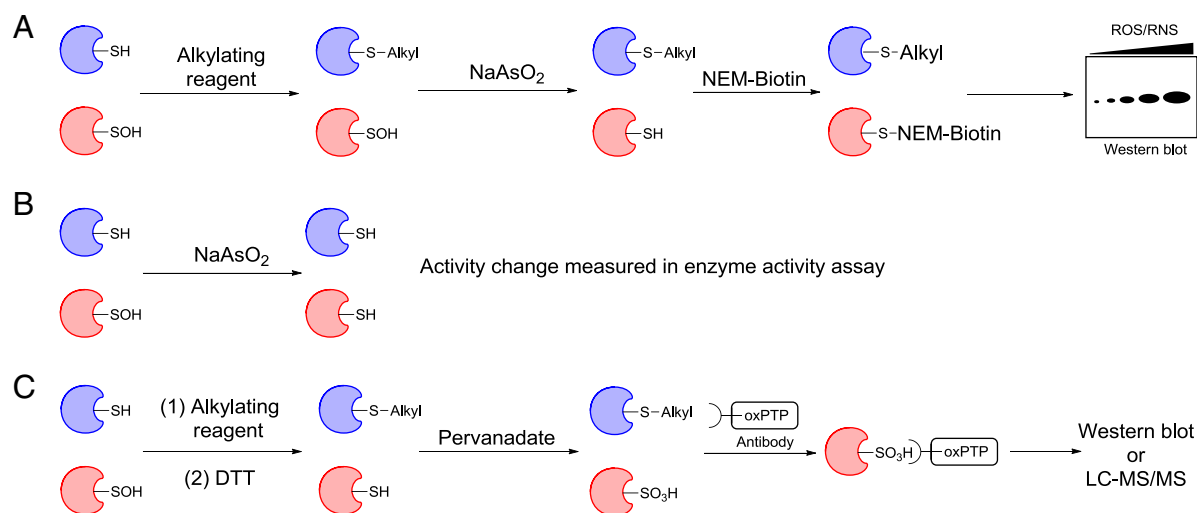 A
SH
SOH
Alkylating
reagent
S–Alkyl
SOH
NaAsO₂
S–Alkyl
SH
NEM-Biotin
S–Alkyl
S–NEM-Biotin
ROS/RNS
Western blot
B
SH
SOH
NaAsO₂
SH
SH
Activity change measured in enzyme activity assay
C
SH
SOH
(1) Alkylating
reagent
(2) DTT
S–Alkyl
SH
Pervanadate
S–Alkyl
SO₃H
oxPTP
Antibody
SO₃H
oxPTP
Western blot
or
LC-MS/MS